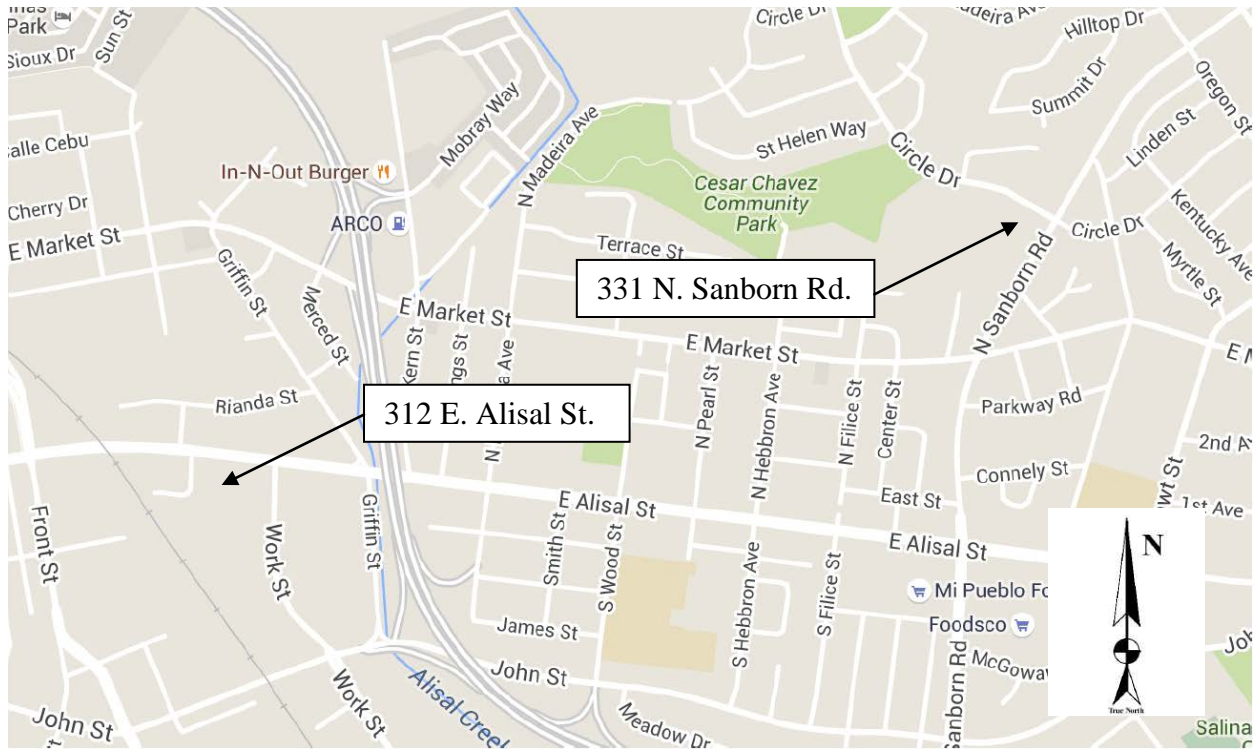 Park
Sioux Dr
Sun St
Circle Dr
Madeira Ave
Hilltop Dr
Summit Dr
Oregon St
Linden St
Calle Cebu
Mobray Way
N Madeira Ave
St Helen Way
Circle Dr
In-N-Out Burger
Cesar Chavez
Community
Park
Cherry Dr
ARCO
E Market St
Griffin St
Merced St
Terrace St
Circle Dr
Kentucky Ave
Myrtle St
331 N. Sanborn Rd.
N Sanborn Rd
E Market St
E Market St
Kern St
Rianda St
312 E. Alisal St.
N Pearl St
N Hebbron Ave
N Filice St
Center St
Parkway Rd
Connely St
East St
1st Ave
E Alisal St
E Alisal St
Front St
Work St
Griffin St
Smith St
S Wood St
S Hebbron Ave
S Filice St
Mi Pueblo
Foodsco
N
True North
James St
John St
Sanborn Rd
Alisal Creek
Meadow Dr
Work St
John St